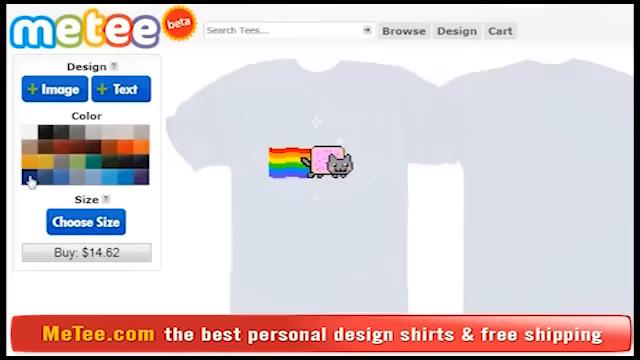 metee
beta
Search Tees...
Browse
Design
Cart
Design ?
+ Image
+ Text
Color
Size ?
Choose Size
Buy: $14.62
MeTee.com the best personal design shirts & free shipping